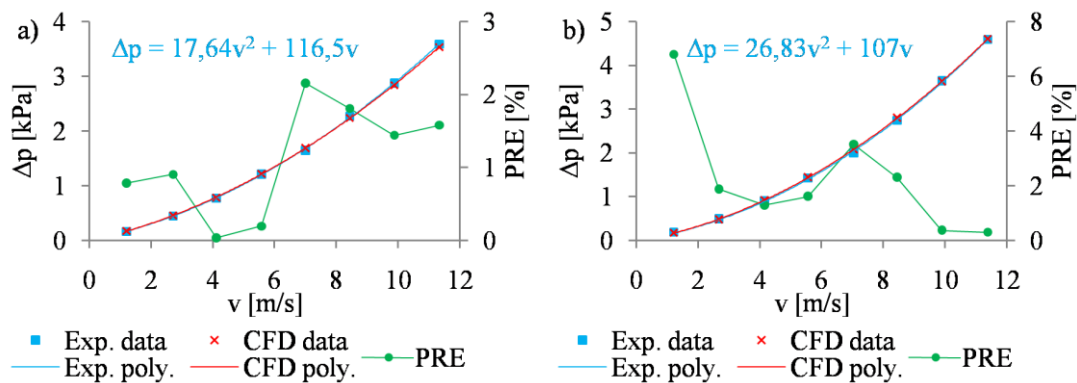 a)
Δp = 17,64v² + 116,5v
Δp [kPa]
4
3
2
1
0
PRE [%]
3
2
1
0
0 2 4 6 8 10 12
v [m/s]
Exp. data
CFD data
Exp. poly.
CFD poly.
PRE
b)
Δp = 26,83v² + 107v
Δp [kPa]
5
4
3
2
1
0
PRE [%]
8
6
4
2
0
0 2 4 6 8 10 12
v [m/s]
Exp. data
CFD data
Exp. poly.
CFD poly.
PRE